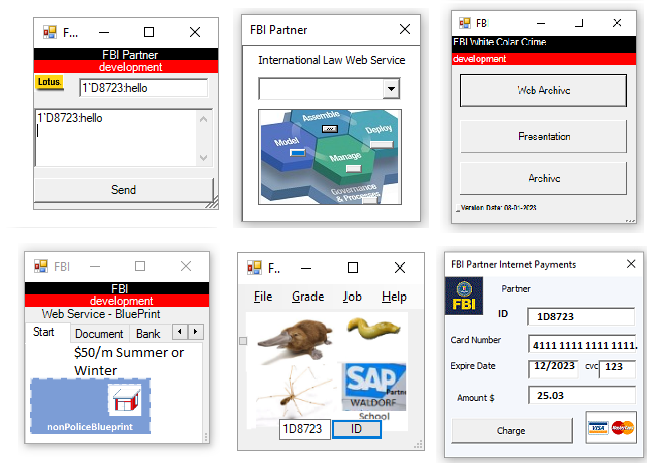 F...
FBI Partner
development
Lotus.
1`D8723:hello
1`D8723:hello
Send
FBI Partner
International Law Web Service
Assemble
Model
Deploy
Manage
Governance
& Processes
FBI
FBI White Colar Crime
development
Web Archive
Presentation
Archive
Version Date: 08-01-2023
FBI
FBI
development
Web Service - BluePrint
Start Document Bank
$50/m Summer or
Winter
nonPoliceBlueprint
F..
File Grade Job Help
SAP
Partner
WALDORF
School
1D8723 ID
FBI Partner Internet Payments
FBI
Partner
ID 1D8723
Card Number 4111 1111 1111 1111.
Expire Date 12/2023 cvc 123
Amount $ 25.03
Charge
VISA MasterCard